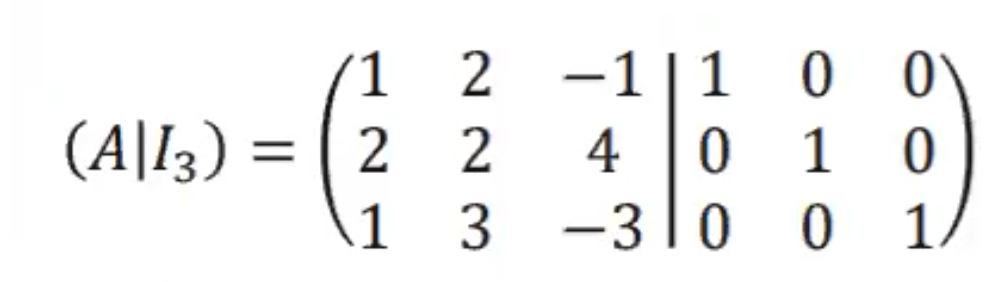 (A|I₃) = (1 2 −1 | 1 0 0
2 2 4 | 0 1 0
1 3 −3 | 0 0 1)